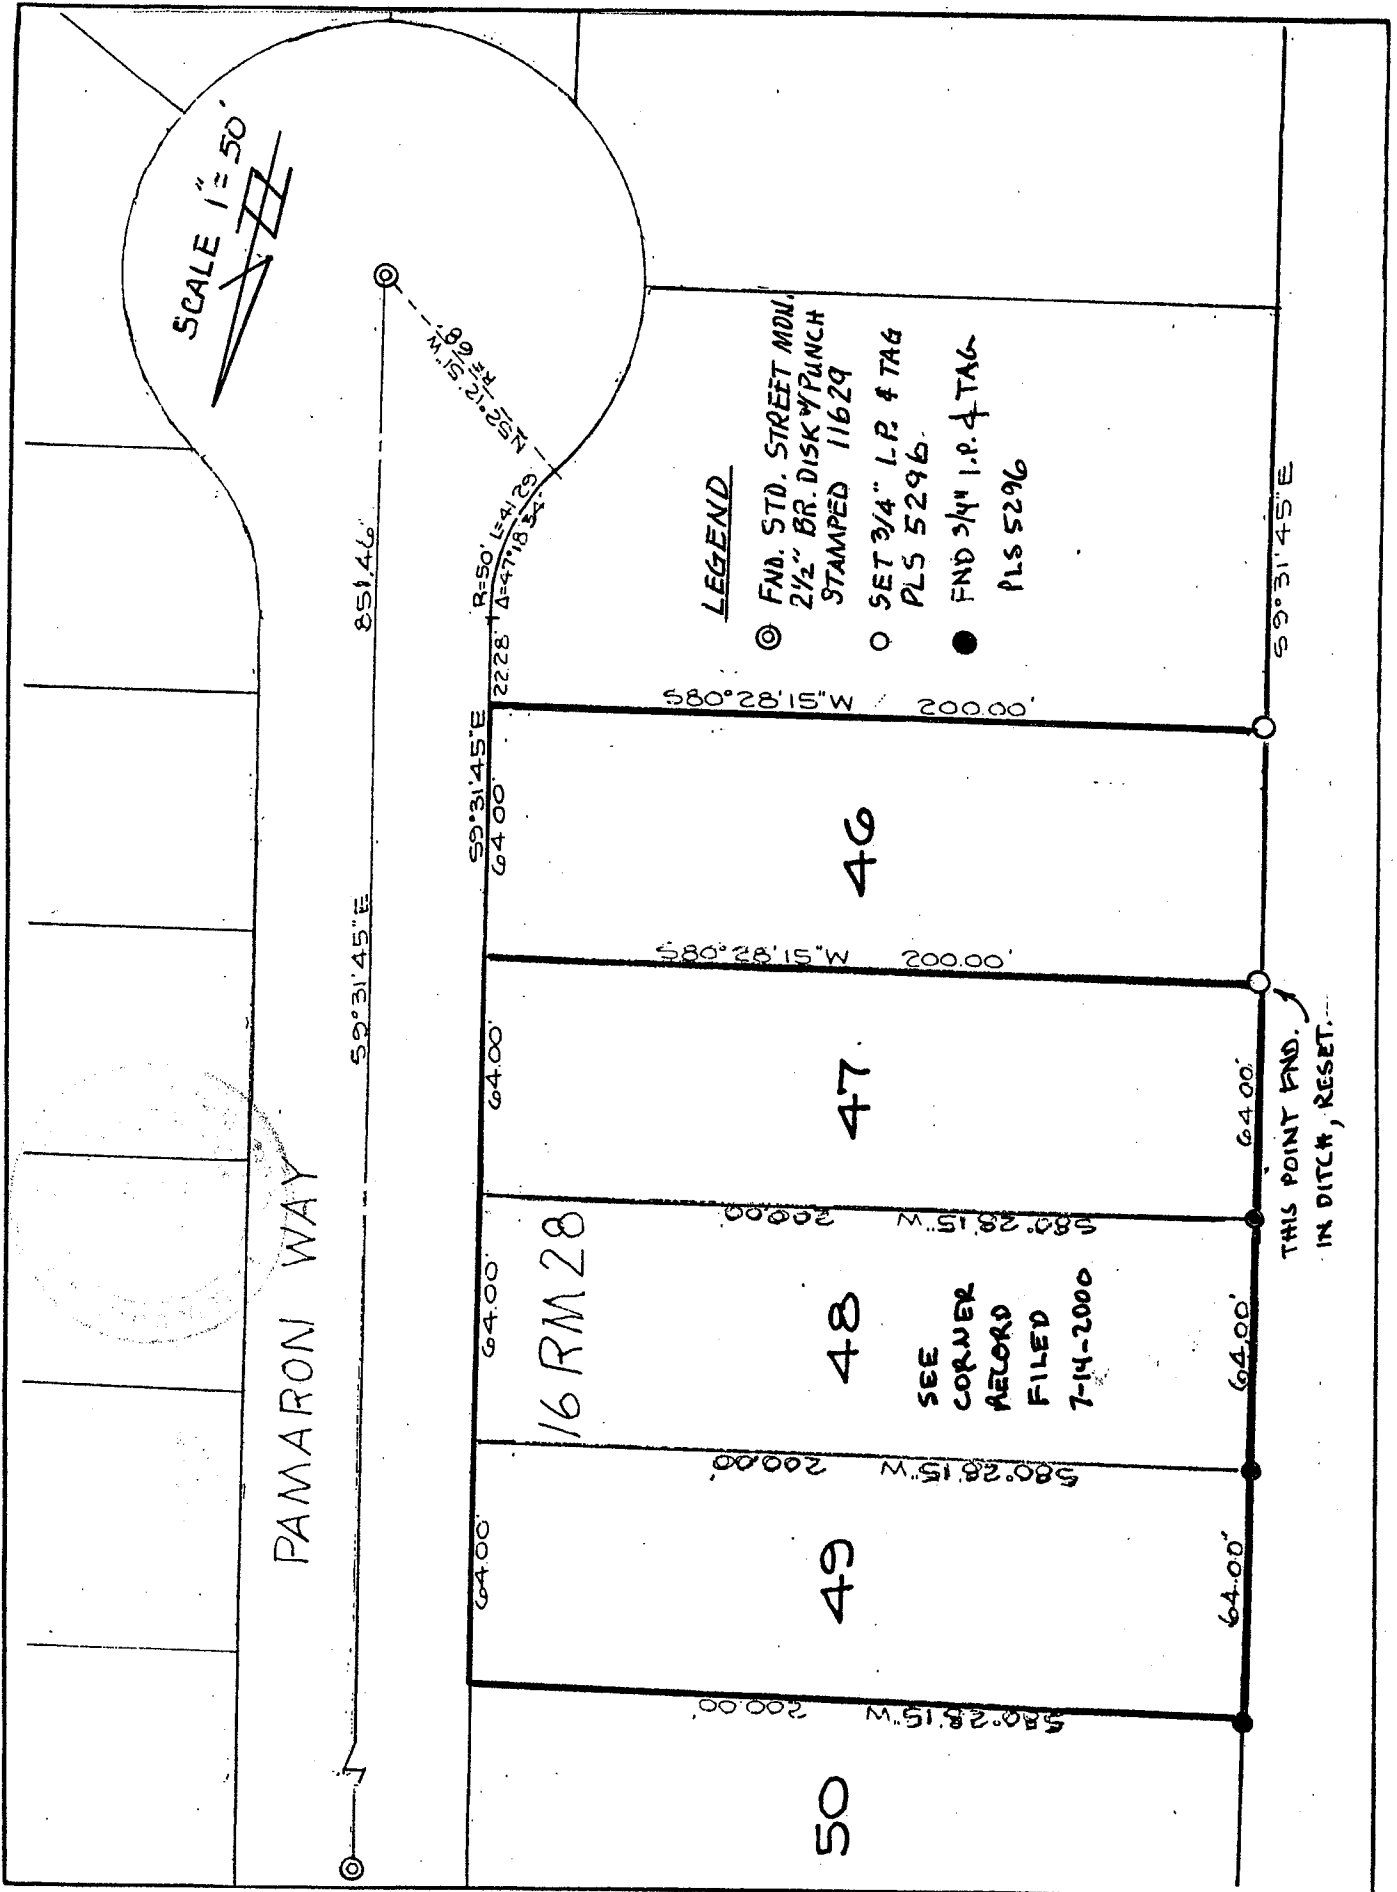 SCALE 1" = 50'
PAMARON WAY
S9°31'45"E
851.46'
N52°12'51"W
R=68'
R=50' L=41.29
Δ=47°18'54"
22.28'
S9°31'45"E
64.00'
64.00'
64.00'
64.00'
LEGEND
FND. STD. STREET MON.
2½" BR. DISK W/PUNCH
STAMPED 11629
SET 3/4" I.P. & TAG
PLS 5296
FND 3/4" I.P. & TAG
PLS 5296
S80°28'15"W 200.00'
46
S80°28'15"W 200.00'
47
S80°28'15"W 200.00'
16 RM 28
48
SEE
CORNER
RECORD
FILED
7-14-2000
S80°28'15"W 200.00'
49
S80°28'15"W 200.00'
50
S9°31'45"E
64.00'
64.00'
64.00'
THIS POINT FND.
IN DITCH, RESET.